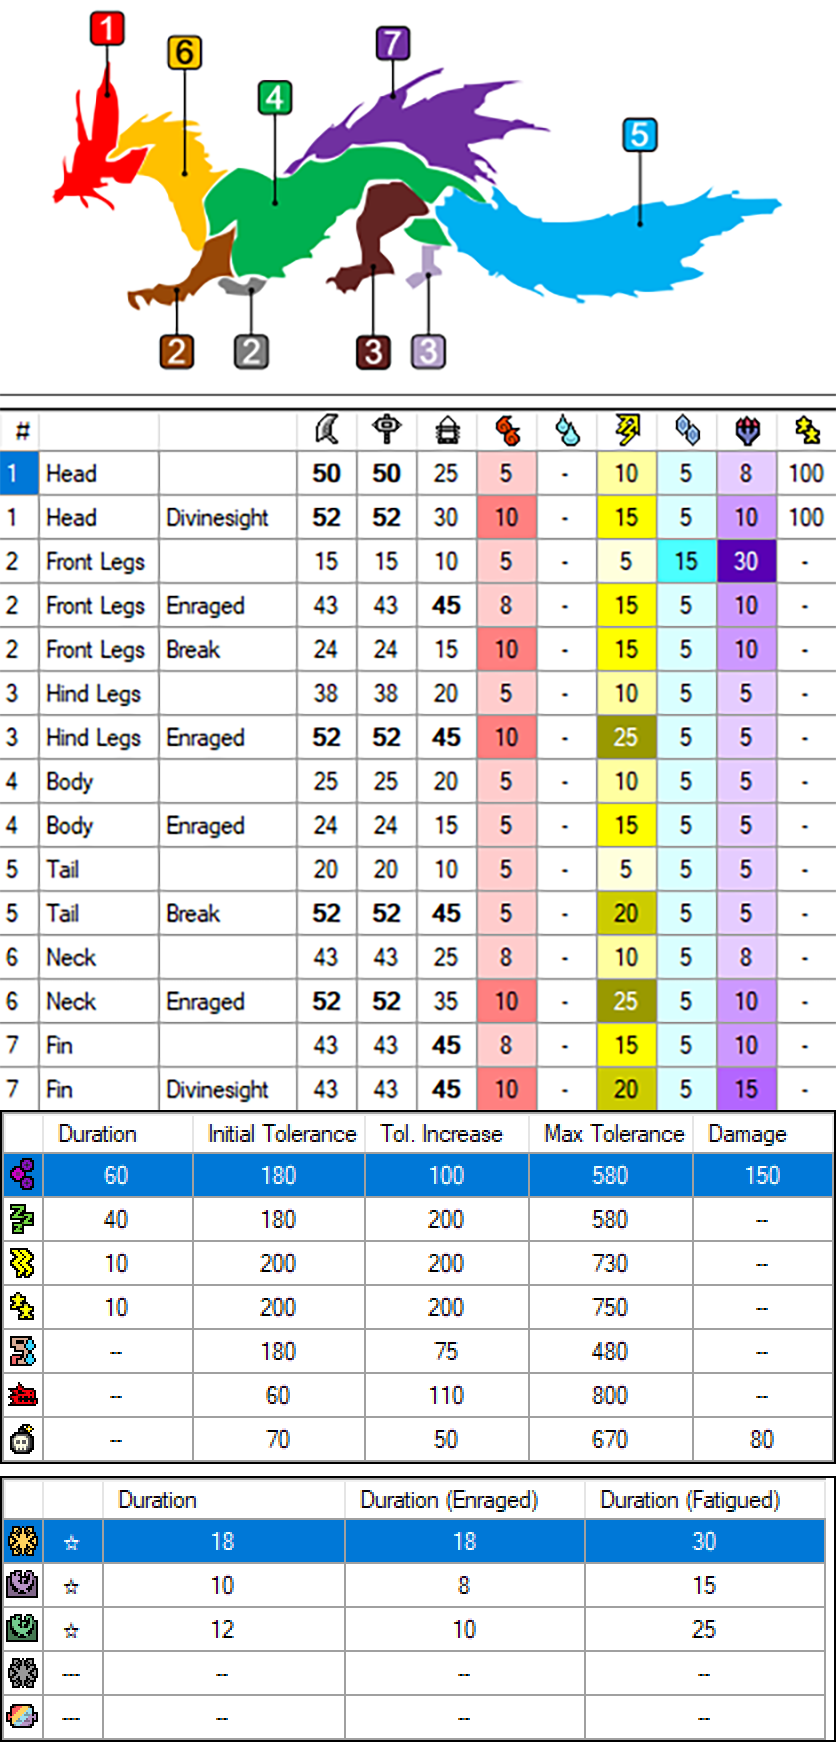 1
6
7
4
5
2
2
3
3
#
1 Head 50 50 25 5 - 10 5 8 100
1 Head Divinesight 52 52 30 10 - 15 5 10 100
2 Front Legs 15 15 10 5 - 5 15 30 -
2 Front Legs Enraged 43 43 45 8 - 15 5 10 -
2 Front Legs Break 24 24 15 10 - 15 5 10 -
3 Hind Legs 38 38 20 5 - 10 5 5 -
3 Hind Legs Enraged 52 52 45 10 - 25 5 5 -
4 Body 25 25 20 5 - 10 5 5 -
4 Body Enraged 24 24 15 5 - 15 5 5 -
5 Tail 20 20 10 5 - 5 5 5 -
5 Tail Break 52 52 45 5 - 20 5 5 -
6 Neck 43 43 25 8 - 10 5 8 -
6 Neck Enraged 52 52 35 10 - 25 5 10 -
7 Fin 43 43 45 8 - 15 5 10 -
7 Fin Divinesight 43 43 45 10 - 20 5 15 -
Duration Initial Tolerance Tol. Increase Max Tolerance Damage
60 180 100 580 150
40 180 200 580 --
10 200 200 730 --
10 200 200 750 --
-- 180 75 480 --
-- 60 110 800 --
-- 70 50 670 80
Duration Duration (Enraged) Duration (Fatigued)
☆ 18 18 30
☆ 10 8 15
☆ 12 10 25
--- -- -- --
--- -- -- --